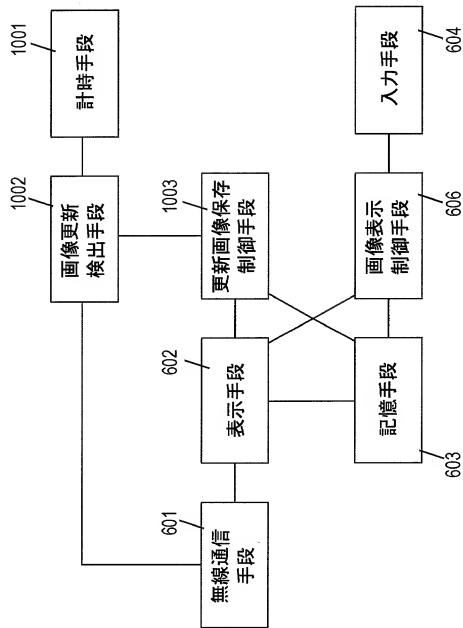 1001
計時手段
1002
画像更新
検出手段
1003
更新画像保存
制御手段
604
入力手段
606
画像表示
制御手段
602
表示手段
記憶手段
603
601
無線通信
手段